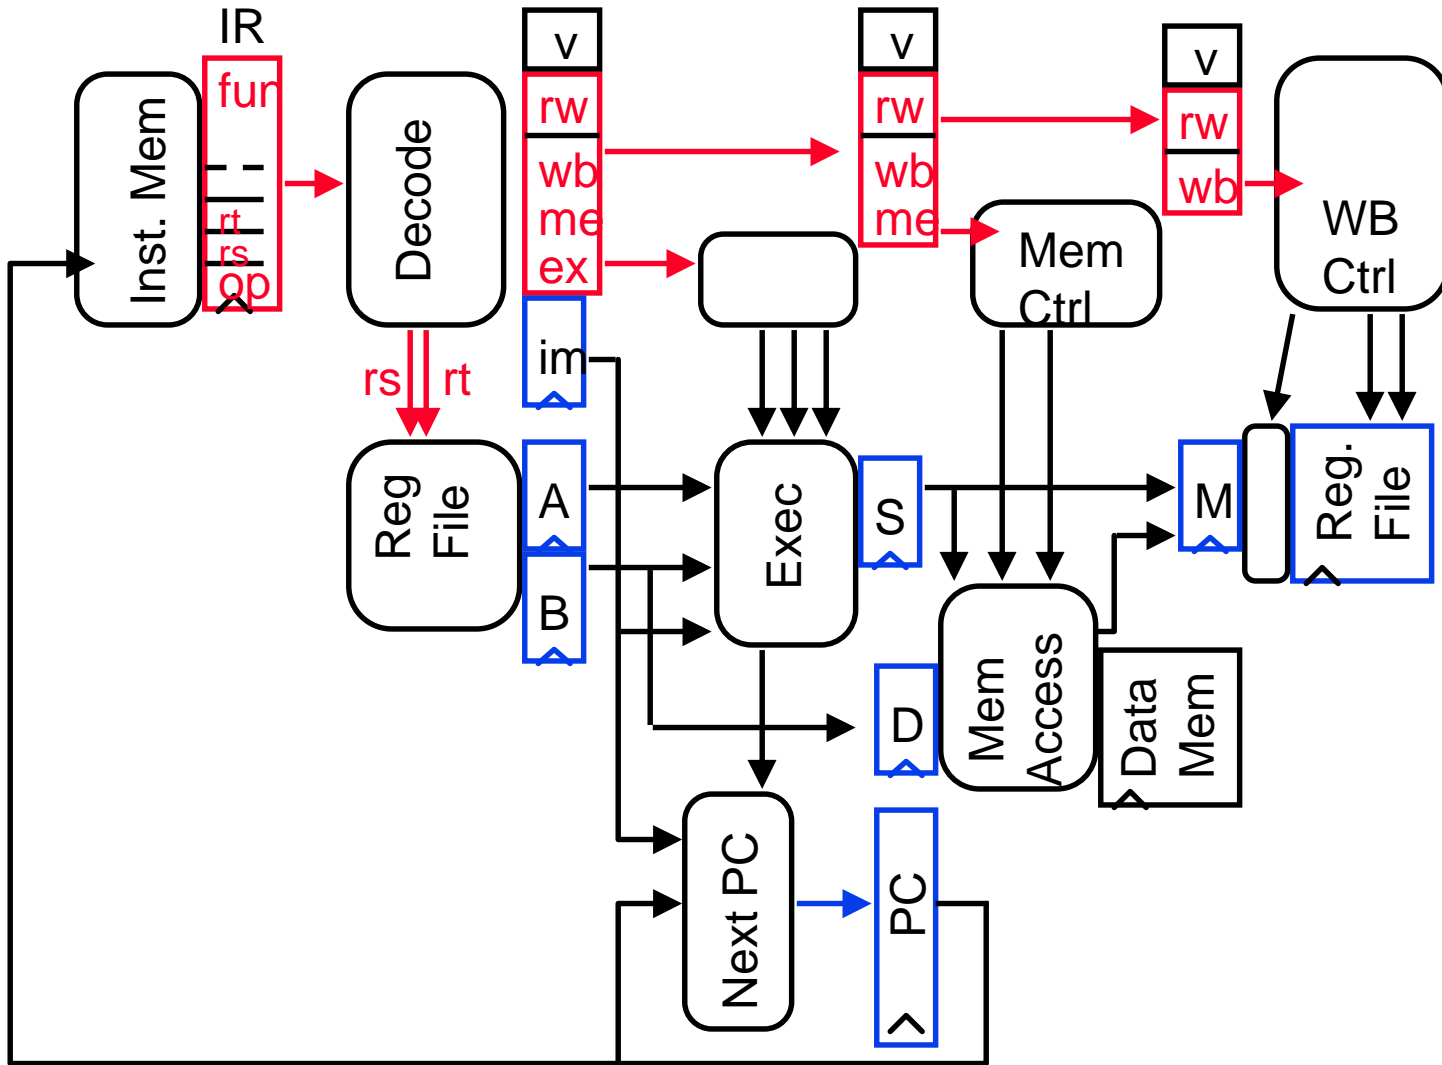 IR
fun
rt
rs
op
Inst. Mem
Decode
v
rw
wb
me
ex
im
v
rw
wb
me
v
rw
wb
Mem
Ctrl
WB
Ctrl
rs
rt
Reg
File
A
B
Exec
S
M
Reg.
File
D
Mem
Access
Data
Mem
Next PC
PC